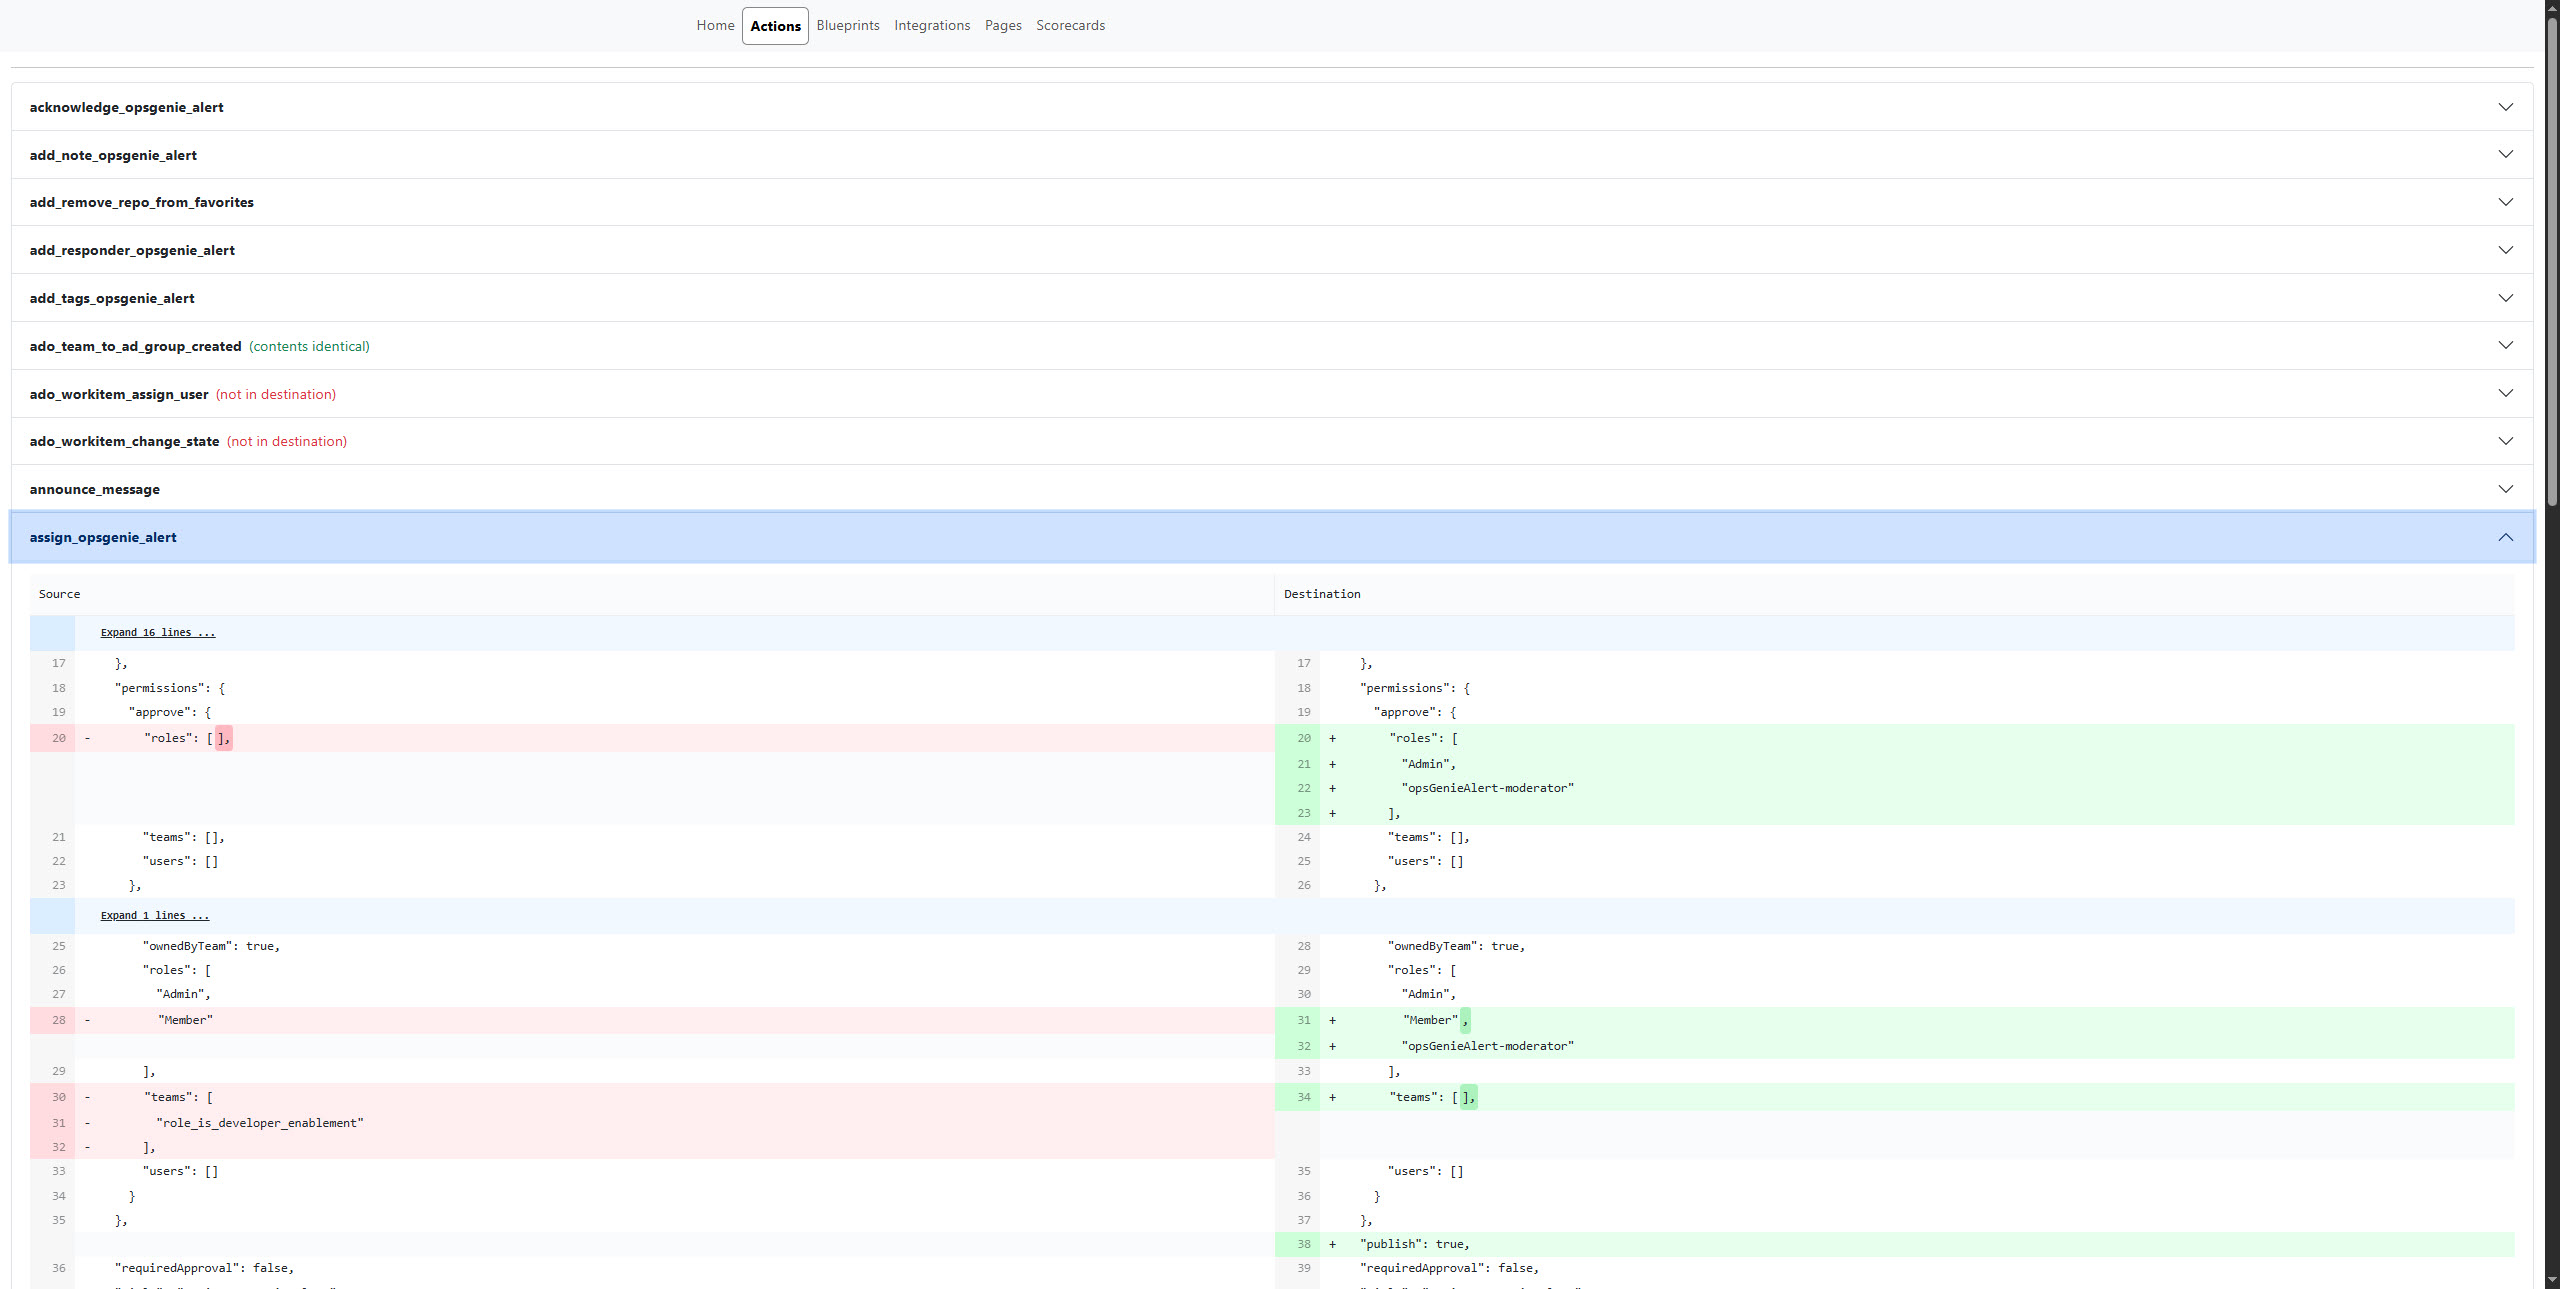 Home Actions Blueprints Integrations Pages Scorecards
acknowledge_opsgenie_alert
add_note_opsgenie_alert
add_remove_repo_from_favorites
add_responder_opsgenie_alert
add_tags_opsgenie_alert
ado_team_to_ad_group_created (contents identical)
ado_workitem_assign_user (not in destination)
ado_workitem_change_state (not in destination)
announce_message
assign_opsgenie_alert
Source Destination
Expand 16 lines ...
17 }, 17 },
18 "permissions": { 18 "permissions": {
19 "approve": { 19 "approve": {
20 - "roles": [], 20 + "roles": [
21 + "Admin",
22 + "opsGenieAlert-moderator"
23 + ],
21 "teams": [], 24 "teams": [],
22 "users": [] 25 "users": []
23 }, 26 },
Expand 1 lines ...
25 "ownedByTeam": true, 28 "ownedByTeam": true,
26 "roles": [ 29 "roles": [
27 "Admin", 30 "Admin",
28 - "Member" 31 + "Member",
32 + "opsGenieAlert-moderator"
29 ], 33 ],
30 - "teams": [ 34 + "teams": [],
31 - "role_is_developer_enablement"
32 - ],
33 "users": [] 35 "users": []
34 } 36 }
35 }, 37 },
38 + "publish": true,
36 "requiredApproval": false, 39 "requiredApproval": false,